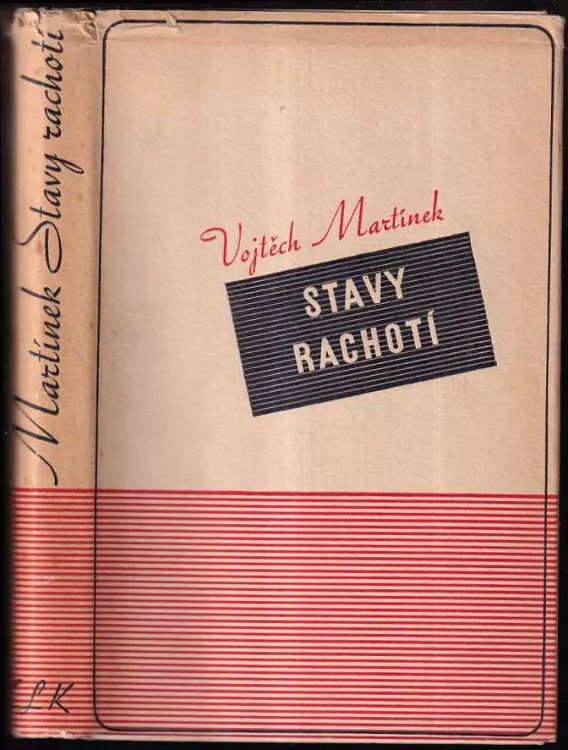 Martínek Stavy rachotí
LK
Vojtěch Martínek
STAVY
RACHOTÍ